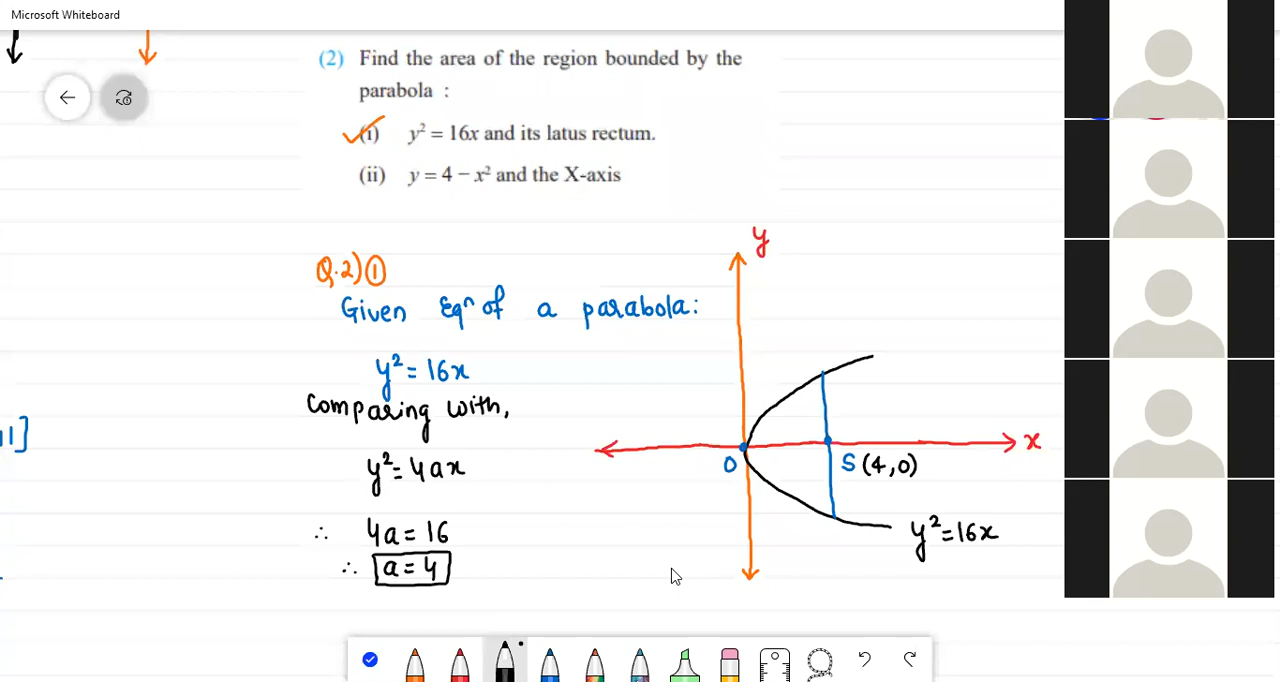 Microsoft Whiteboard
(2) Find the area of the region bounded by the
parabola :
(i) y² = 16x and its latus rectum.
(ii) y = 4 − x² and the X-axis
Q.2) ①
Given Eqⁿ of a parabola:
y² = 16x
Comparing with,
y² = 4ax
∴ 4a = 16
∴ a = 4
y
x
O
S (4,0)
y² = 16x
11]